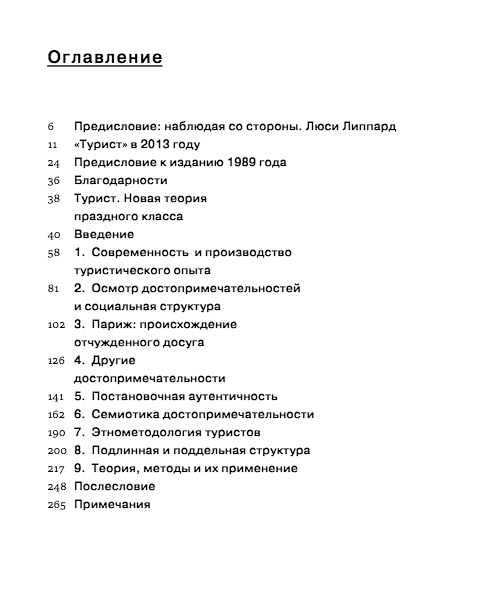 Оглавление
6 Предисловие: наблюдая со стороны. Люси Липпард
11 «Турист» в 2013 году
24 Предисловие к изданию 1989 года
36 Благодарности
38 Турист. Новая теория
праздного класса
40 Введение
58 1. Современность и производство
туристического опыта
81 2. Осмотр достопримечательностей
и социальная структура
102 3. Париж: происхождение
отчужденного досуга
126 4. Другие
достопримечательности
141 5. Постановочная аутентичность
162 6. Семиотика достопримечательности
190 7. Этнометодология туристов
200 8. Подлинная и поддельная структура
217 9. Теория, методы и их применение
248 Послесловие
265 Примечания